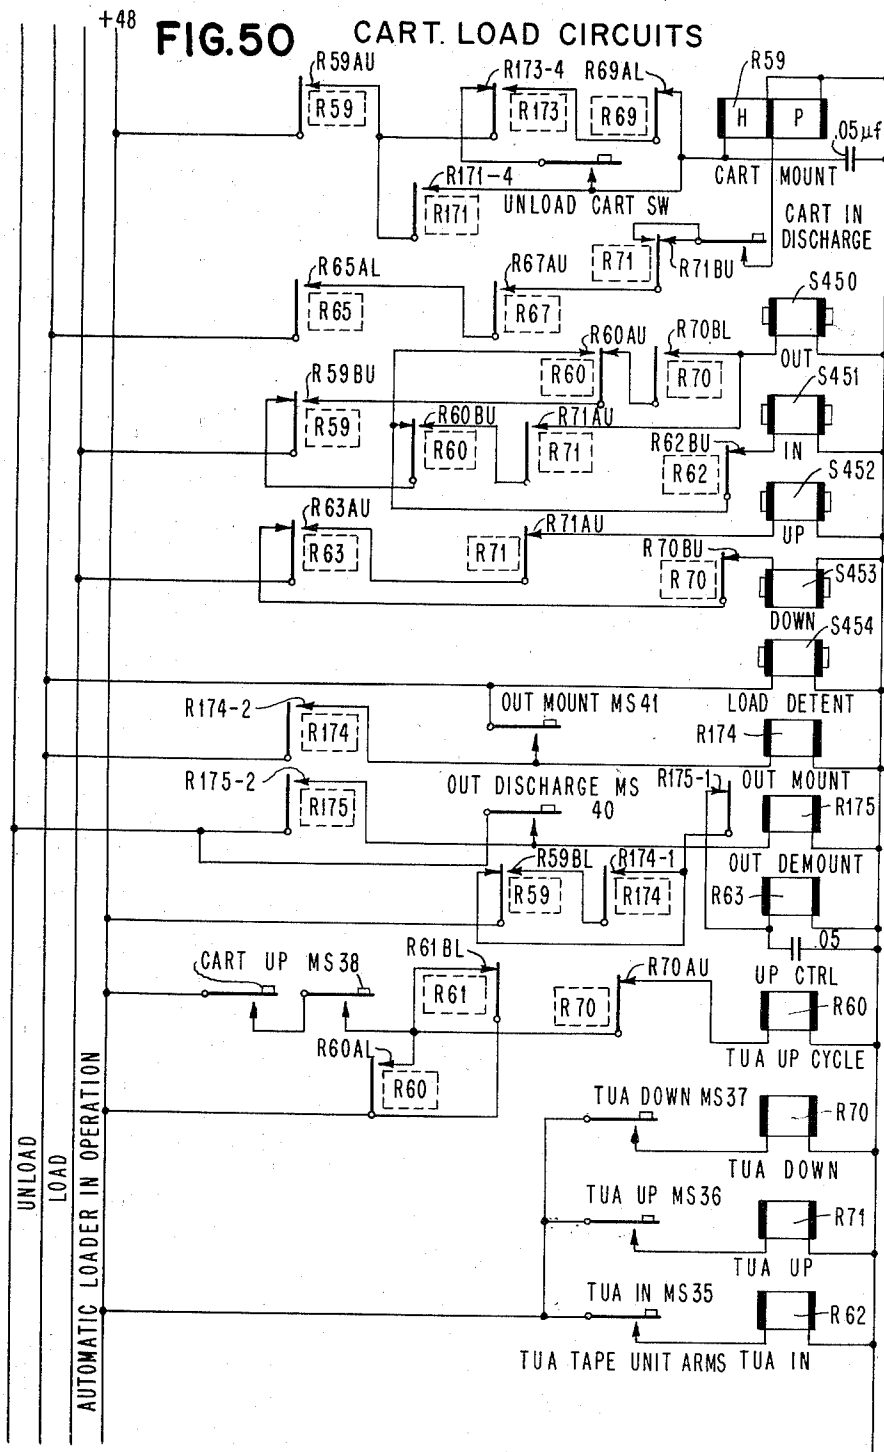 +48
FIG.50 CART. LOAD CIRCUITS
R59AU
R59
R173-4
R173
R69AL
R69
R59
H P
.05μf
CART MOUNT
R171-4
R171
UNLOAD CART SW
CART IN
DISCHARGE
R71
R71BU
R65AL
R65
R67AU
R67
S450
OUT
R60AU
R60
R70BL
R70
R59BU
R59
R60BU
R60
R71AU
R71
R62BU
R62
S451
IN
S452
UP
R63AU
R63
R71AU
R71
R70BU
R70
S453
DOWN
S454
LOAD DETENT
R174-2
R174
OUT MOUNT MS41
R174
OUT MOUNT
R175-2
R175
OUT DISCHARGE MS
40
R175-1
R175
OUT DEMOUNT
R59BL
R59
R174-1
R174
R63
.05
UP CTRL
CART UP MS38
R61BL
R61
R70AU
R70
R60
TUA UP CYCLE
R60AL
R60
TUA DOWN MS37
R70
TUA DOWN
TUA UP MS36
R71
TUA UP
TUA IN MS35
R62
TUA TAPE UNIT ARMS TUA IN
UNLOAD
LOAD
AUTOMATIC LOADER IN OPERATION